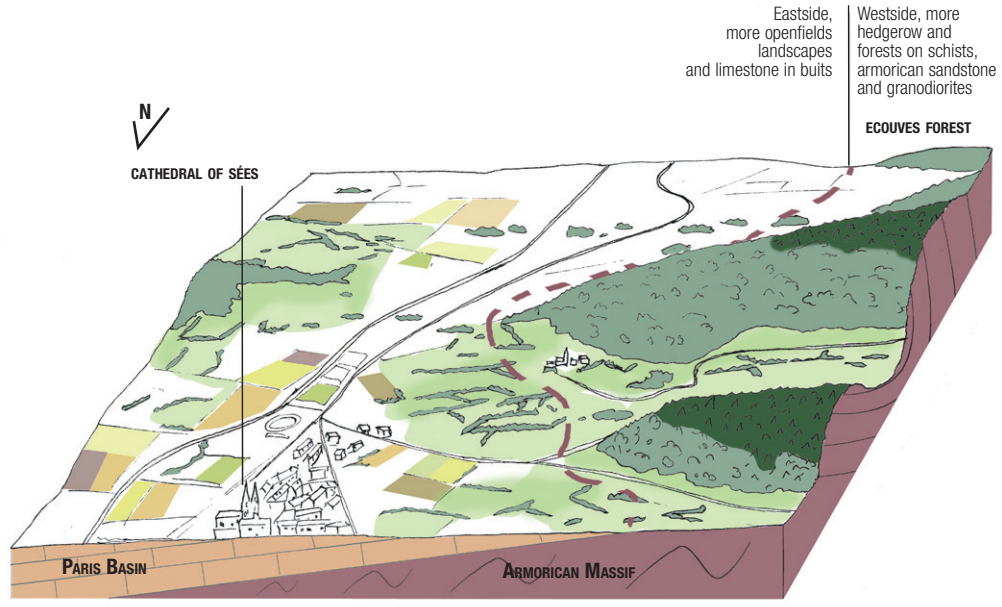 Eastside,
more openfields
landscapes
and limestone in buits
Westside, more
hedgerow and
forests on schists,
armorican sandstone
and granodiorites
N
CATHEDRAL OF SÉES
ECOUVES FOREST
PARIS BASIN
ARMORICAN MASSIF